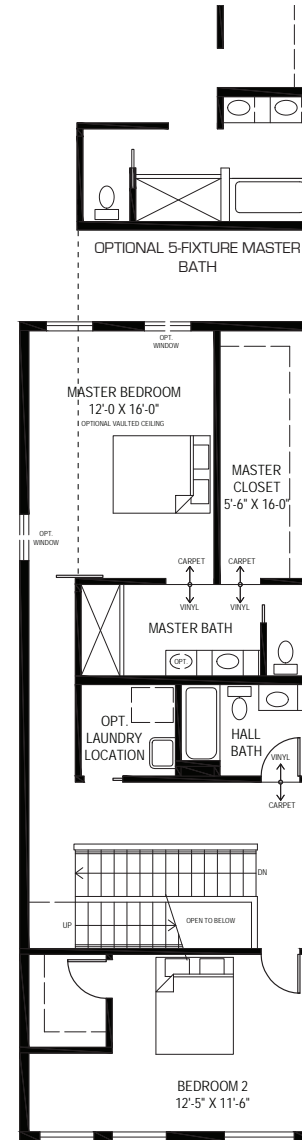 OPTIONAL 5-FIXTURE MASTER
BATH
OPT.
WINDOW
MASTER BEDROOM
12'-0 X 16'-0"
OPTIONAL VAULTED CEILING
MASTER
CLOSET
5'-6" X 16-0"
OPT.
WINDOW
CARPET
CARPET
VINYL
VINYL
MASTER BATH
OPT.
OPT.
LAUNDRY
LOCATION
HALL
BATH
VINYL
CARPET
DN
UP
OPEN TO BELOW
BEDROOM 2
12'-5" X 11'-6"